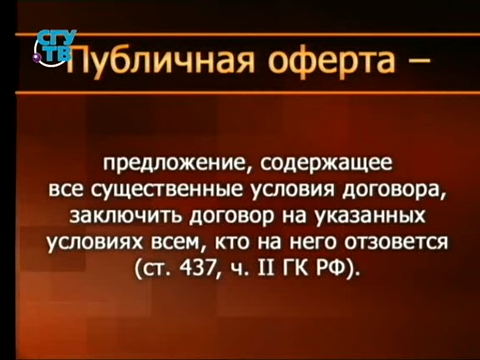 СГУ
ТВ
Публичная оферта –
предложение, содержащее
все существенные условия договора,
заключить договор на указанных
условиях всем, кто на него отзовется
(ст. 437, ч. II ГК РФ).